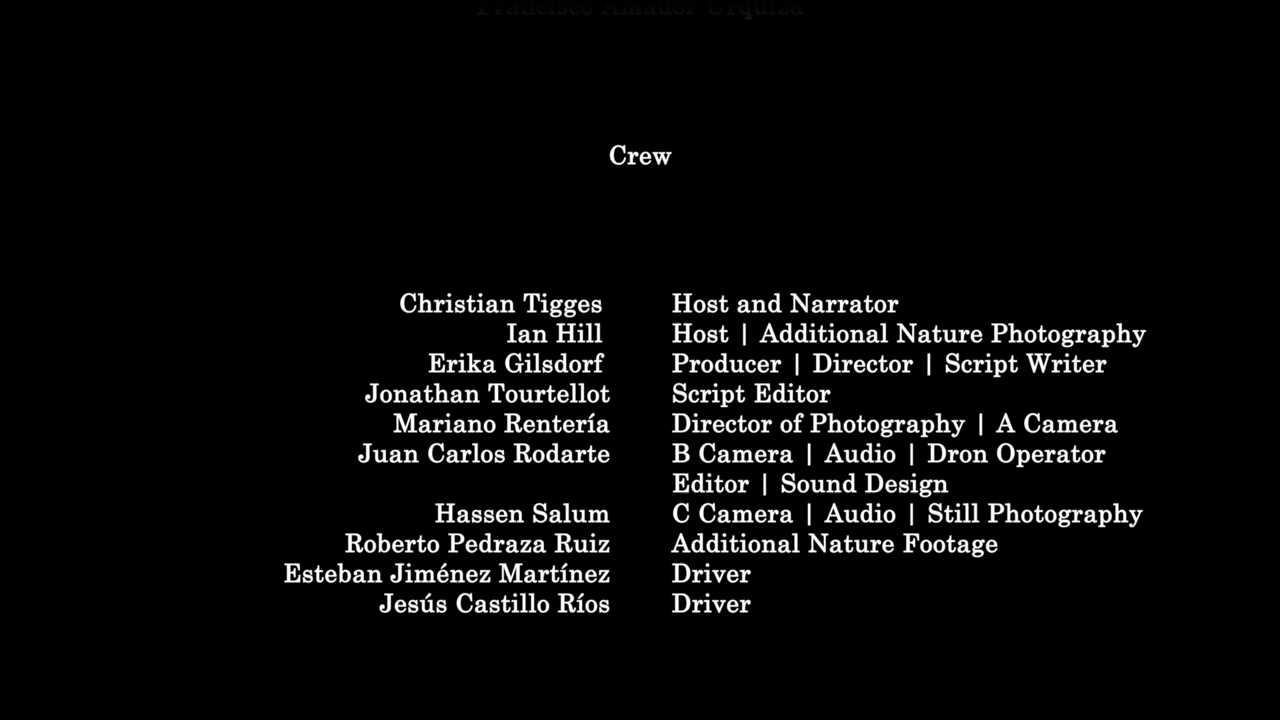 Francisco Amador Urquiza
Crew
Christian Tigges Host and Narrator
Ian Hill Host | Additional Nature Photography
Erika Gilsdorf Producer | Director | Script Writer
Jonathan Tourtellot Script Editor
Mariano Rentería Director of Photography | A Camera
Juan Carlos Rodarte B Camera | Audio | Dron Operator
Editor | Sound Design
Hassen Salum C Camera | Audio | Still Photography
Roberto Pedraza Ruiz Additional Nature Footage
Esteban Jiménez Martínez Driver
Jesús Castillo Ríos Driver